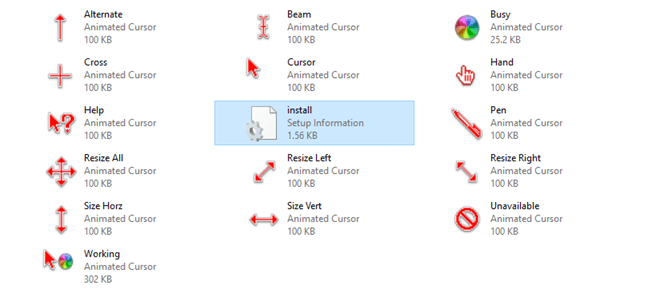 Alternate
Animated Cursor
100 KB
Beam
Animated Cursor
100 KB
Busy
Animated Cursor
25.2 KB
Cross
Animated Cursor
100 KB
Cursor
Animated Cursor
100 KB
Hand
Animated Cursor
100 KB
Help
Animated Cursor
100 KB
install
Setup Information
1.56 KB
Pen
Animated Cursor
100 KB
Resize All
Animated Cursor
100 KB
Resize Left
Animated Cursor
100 KB
Resize Right
Animated Cursor
100 KB
Size Horz
Animated Cursor
100 KB
Size Vert
Animated Cursor
100 KB
Unavailable
Animated Cursor
100 KB
Working
Animated Cursor
302 KB